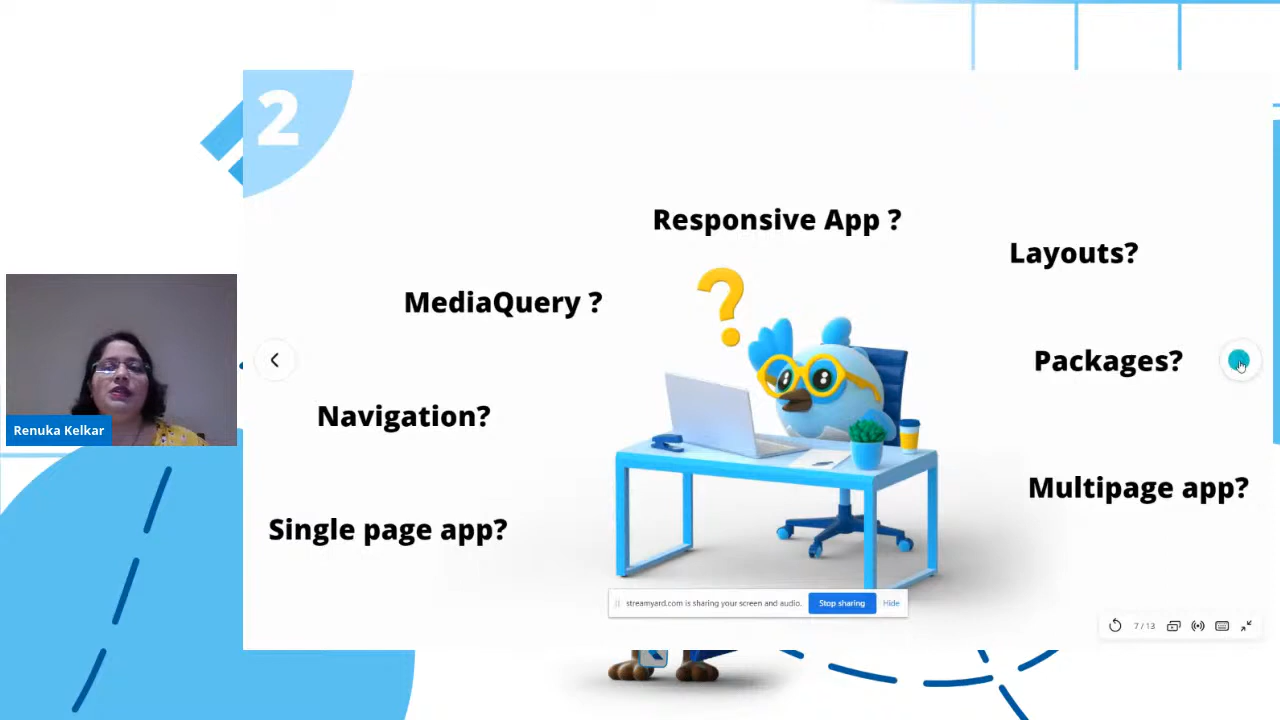 2
Responsive App ?
Layouts?
MediaQuery ?
Packages?
Navigation?
Renuka Kelkar
Multipage app?
Single page app?
streamyard.com is sharing your screen and audio.
Stop sharing
Hide
7 / 13